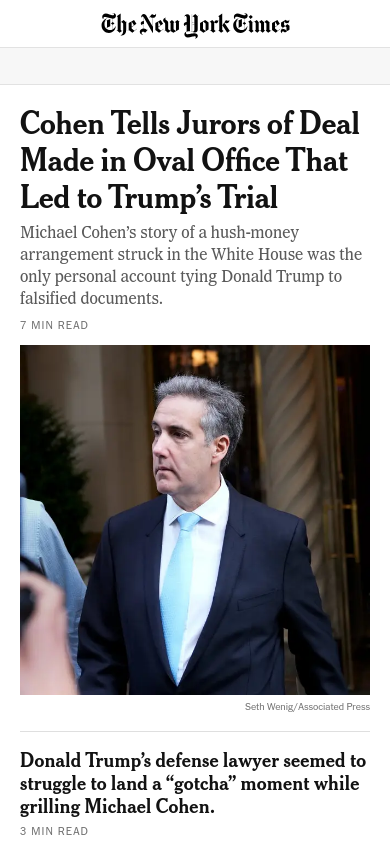 The New York Times
Cohen Tells Jurors of Deal
Made in Oval Office That
Led to Trump’s Trial
Michael Cohen’s story of a hush-money
arrangement struck in the White House was the
only personal account tying Donald Trump to
falsified documents.
7 MIN READ
Seth Wenig/Associated Press
Donald Trump’s defense lawyer seemed to
struggle to land a “gotcha” moment while
grilling Michael Cohen.
3 MIN READ